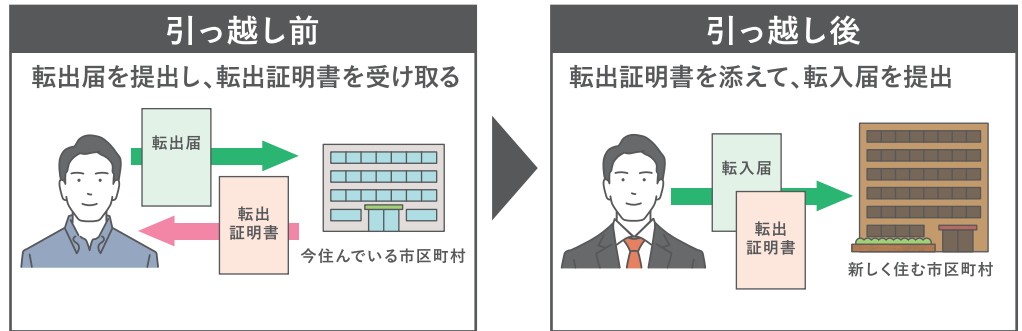 引っ越し前
転出届を提出し、転出証明書を受け取る
転出届
転出
証明書
今住んでいる市区町村
引っ越し後
転出証明書を添えて、転入届を提出
転入届
転出
証明書
新しく住む市区町村